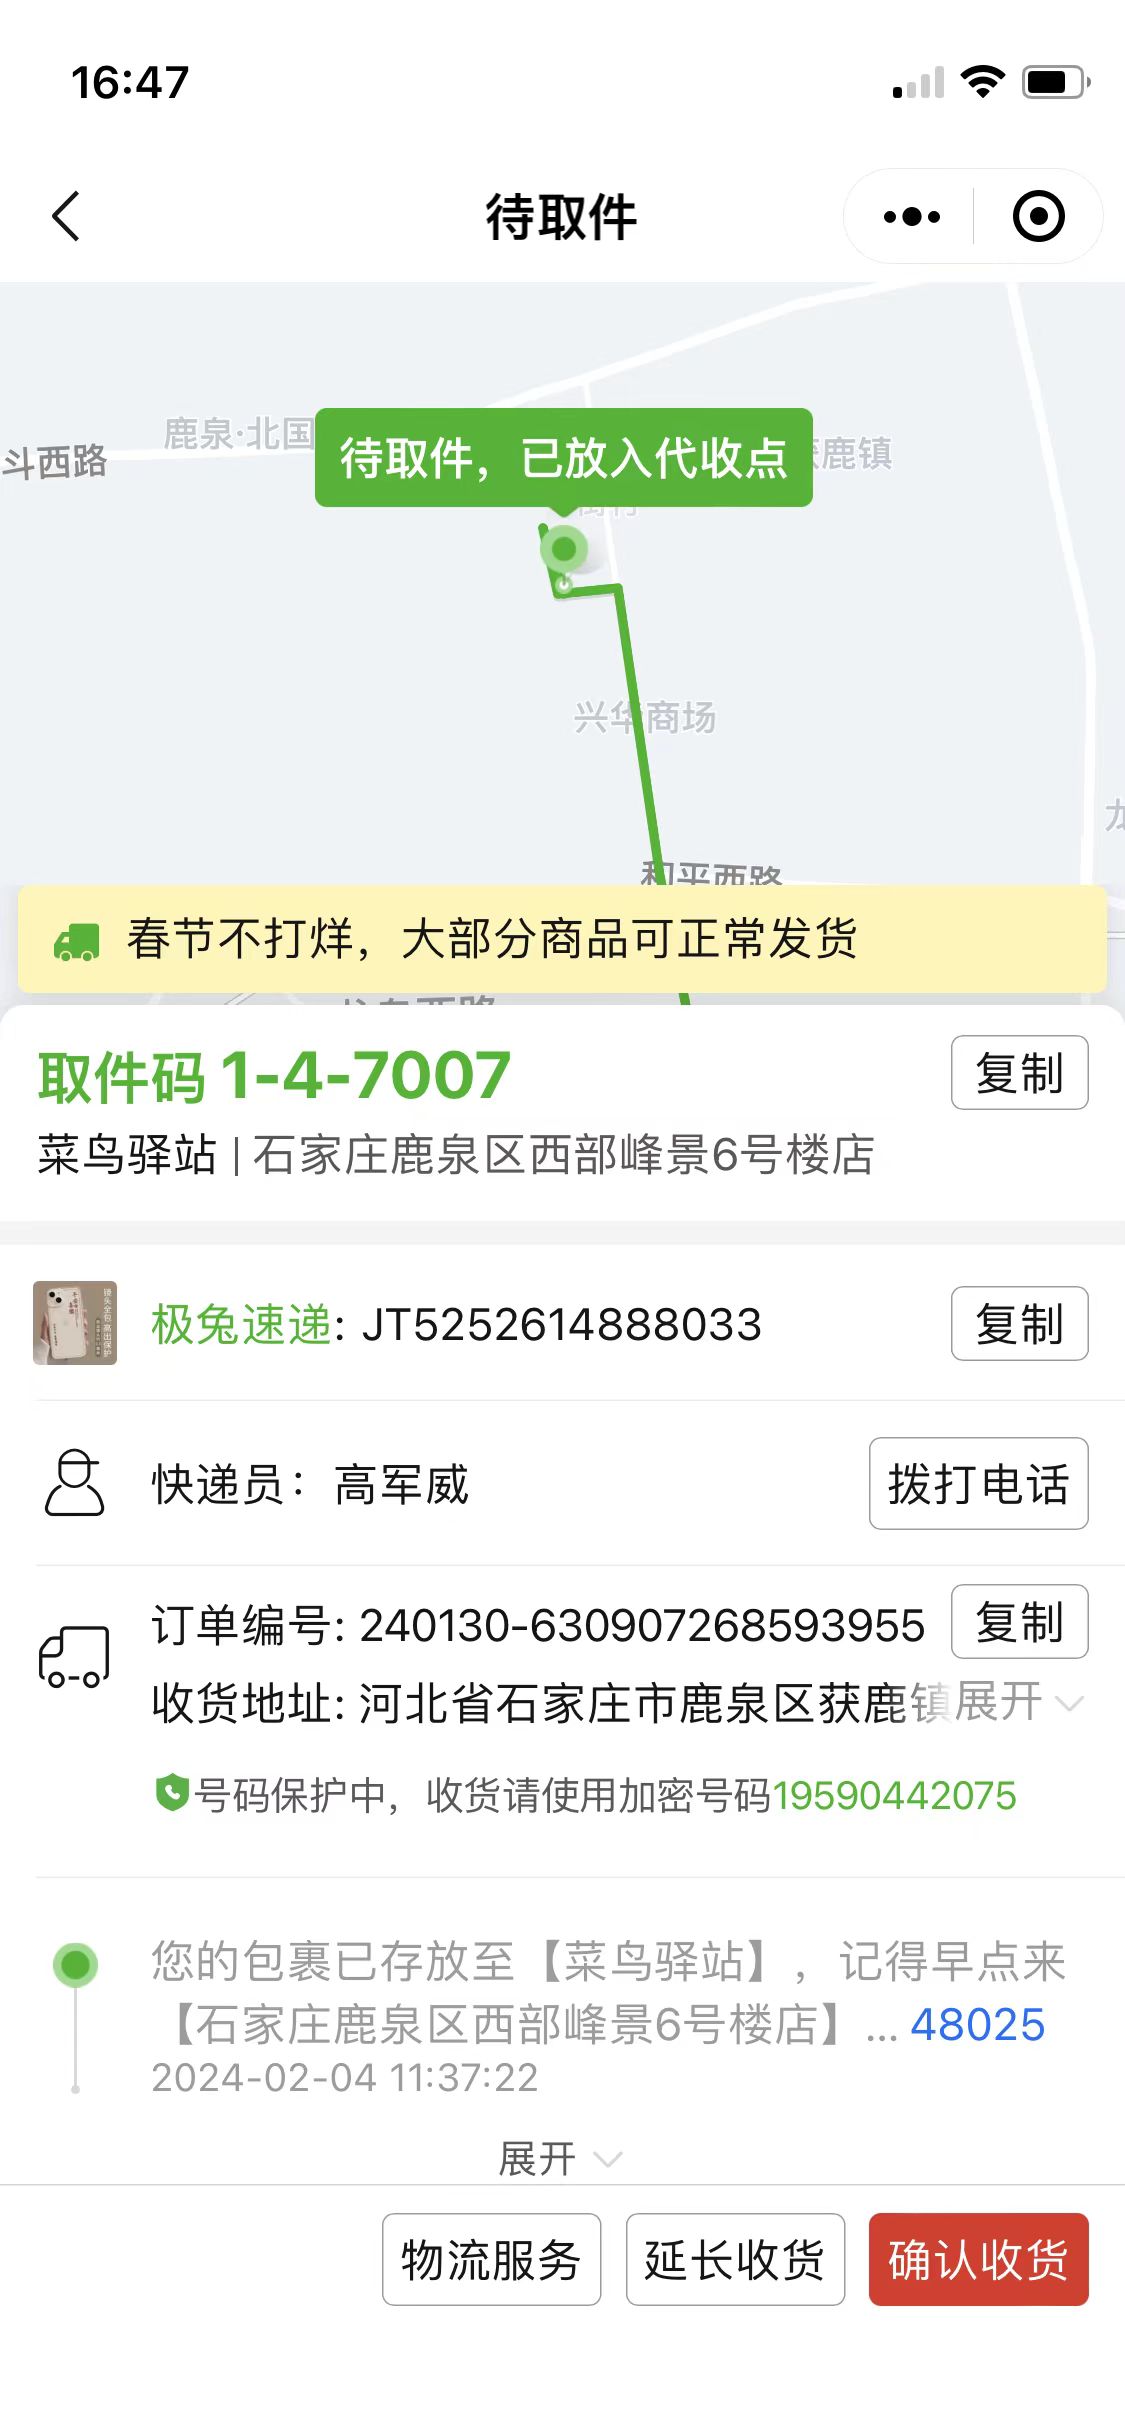 16:47
待取件
鹿泉·北国
斗西路
待取件，已放入代收点
鹿镇
兴华商场
和平西路
春节不打烊，大部分商品可正常发货
取件码 1-4-7007
复制
菜鸟驿站 | 石家庄鹿泉区西部峰景6号楼店
极兔速递: JT5252614888033
复制
快递员： 高军威
拨打电话
订单编号: 240130-630907268593955
复制
收货地址: 河北省石家庄市鹿泉区获鹿镇展开
号码保护中，收货请使用加密号码19590442075
您的包裹已存放至【菜鸟驿站】，记得早点来
【石家庄鹿泉区西部峰景6号楼店】... 48025
2024-02-04 11:37:22
展开
物流服务
延长收货
确认收货